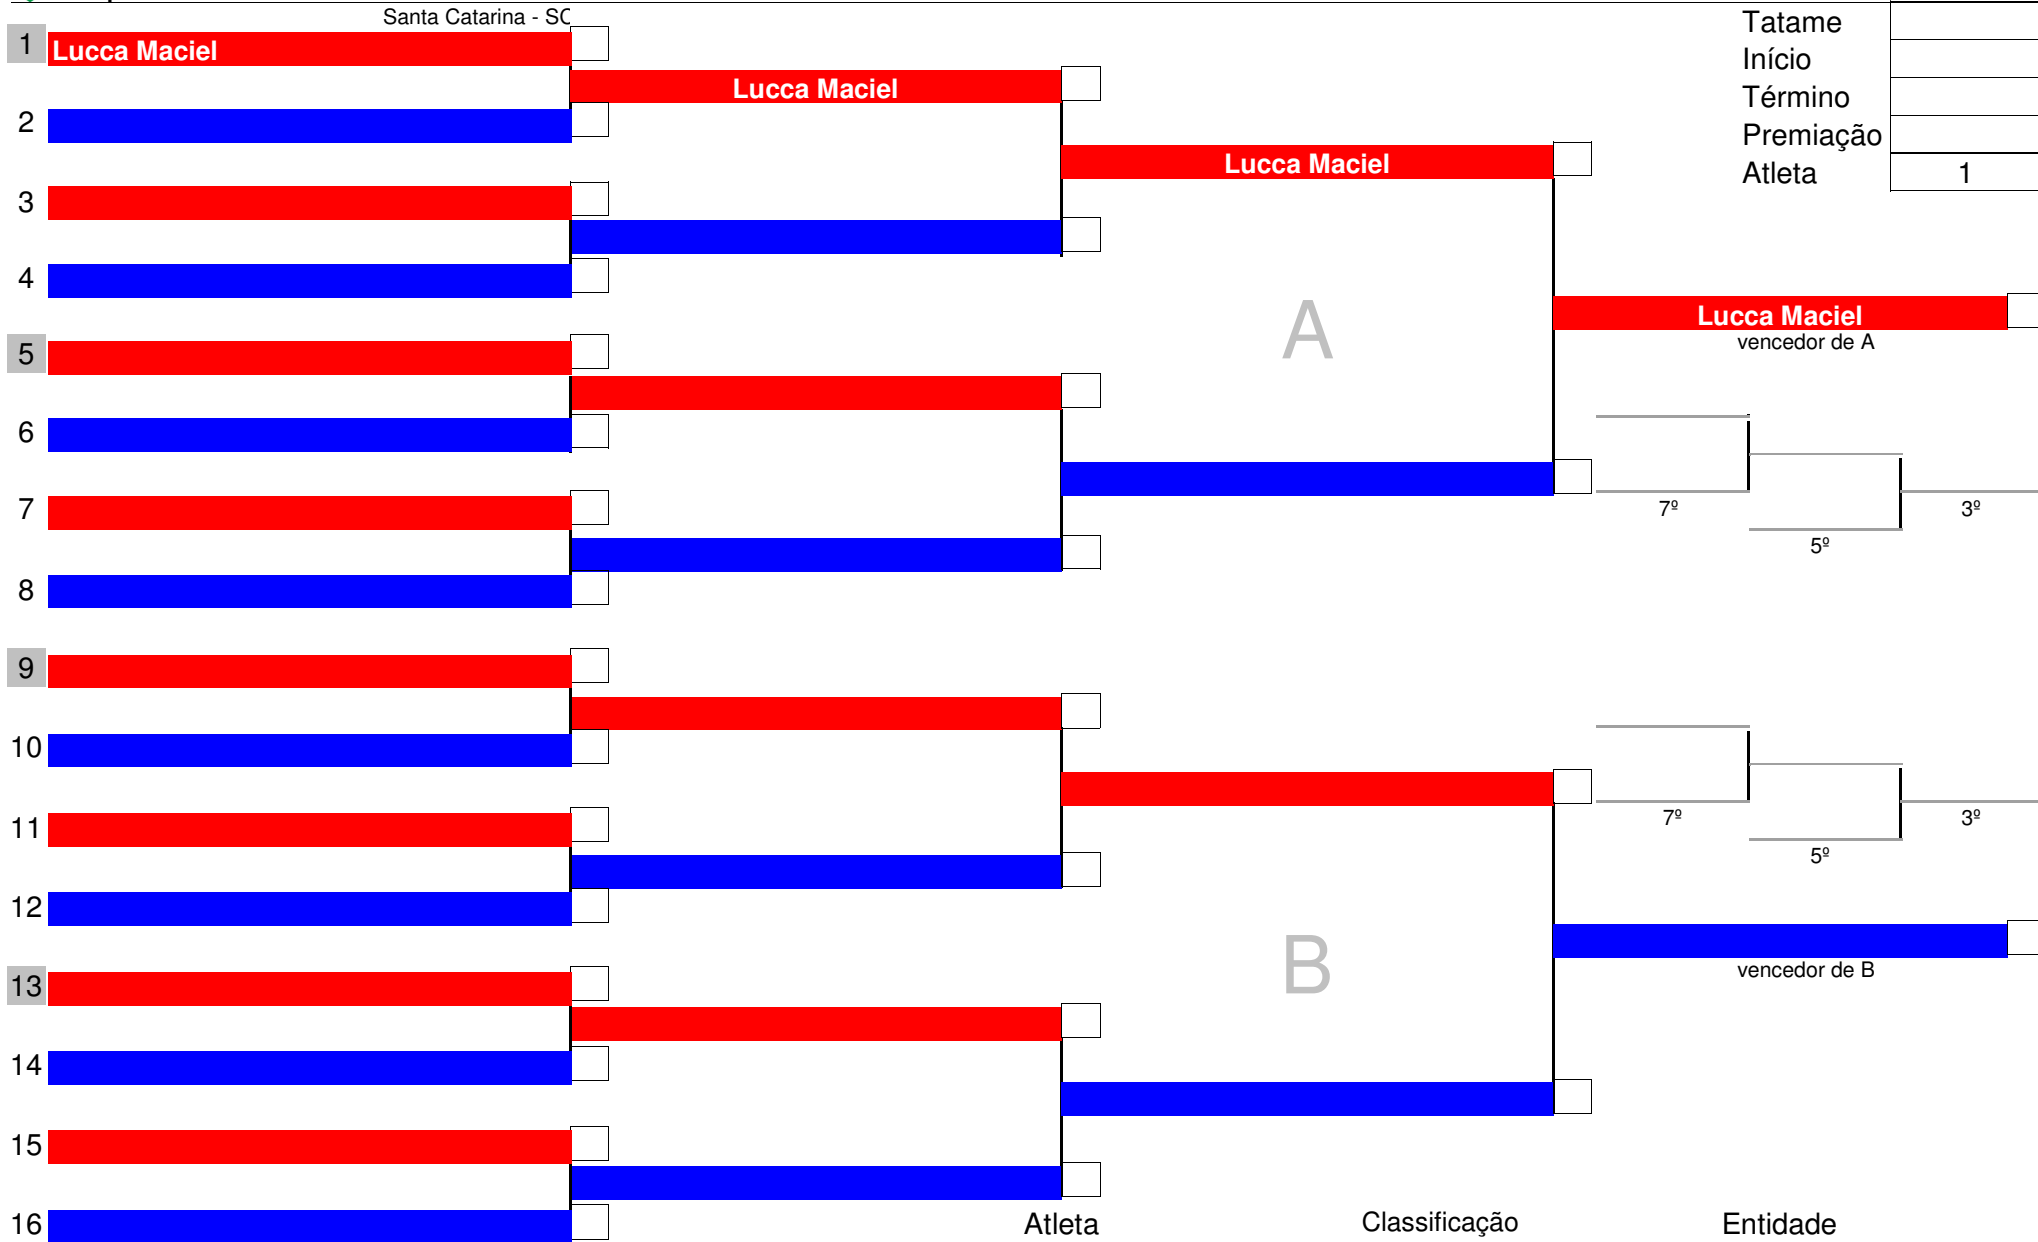 Santa Catarina - SC
Tatame
1 Lucca Maciel
Início
Lucca Maciel
Término
2
Premiação
Lucca Maciel
Atleta 1
3
4
Lucca Maciel
A
vencedor de A
5
6
7
7º
3º
5º
8
9
10
7º
3º
11
5º
12
B
vencedor de B
13
14
15
16
Atleta Classificação Entidade